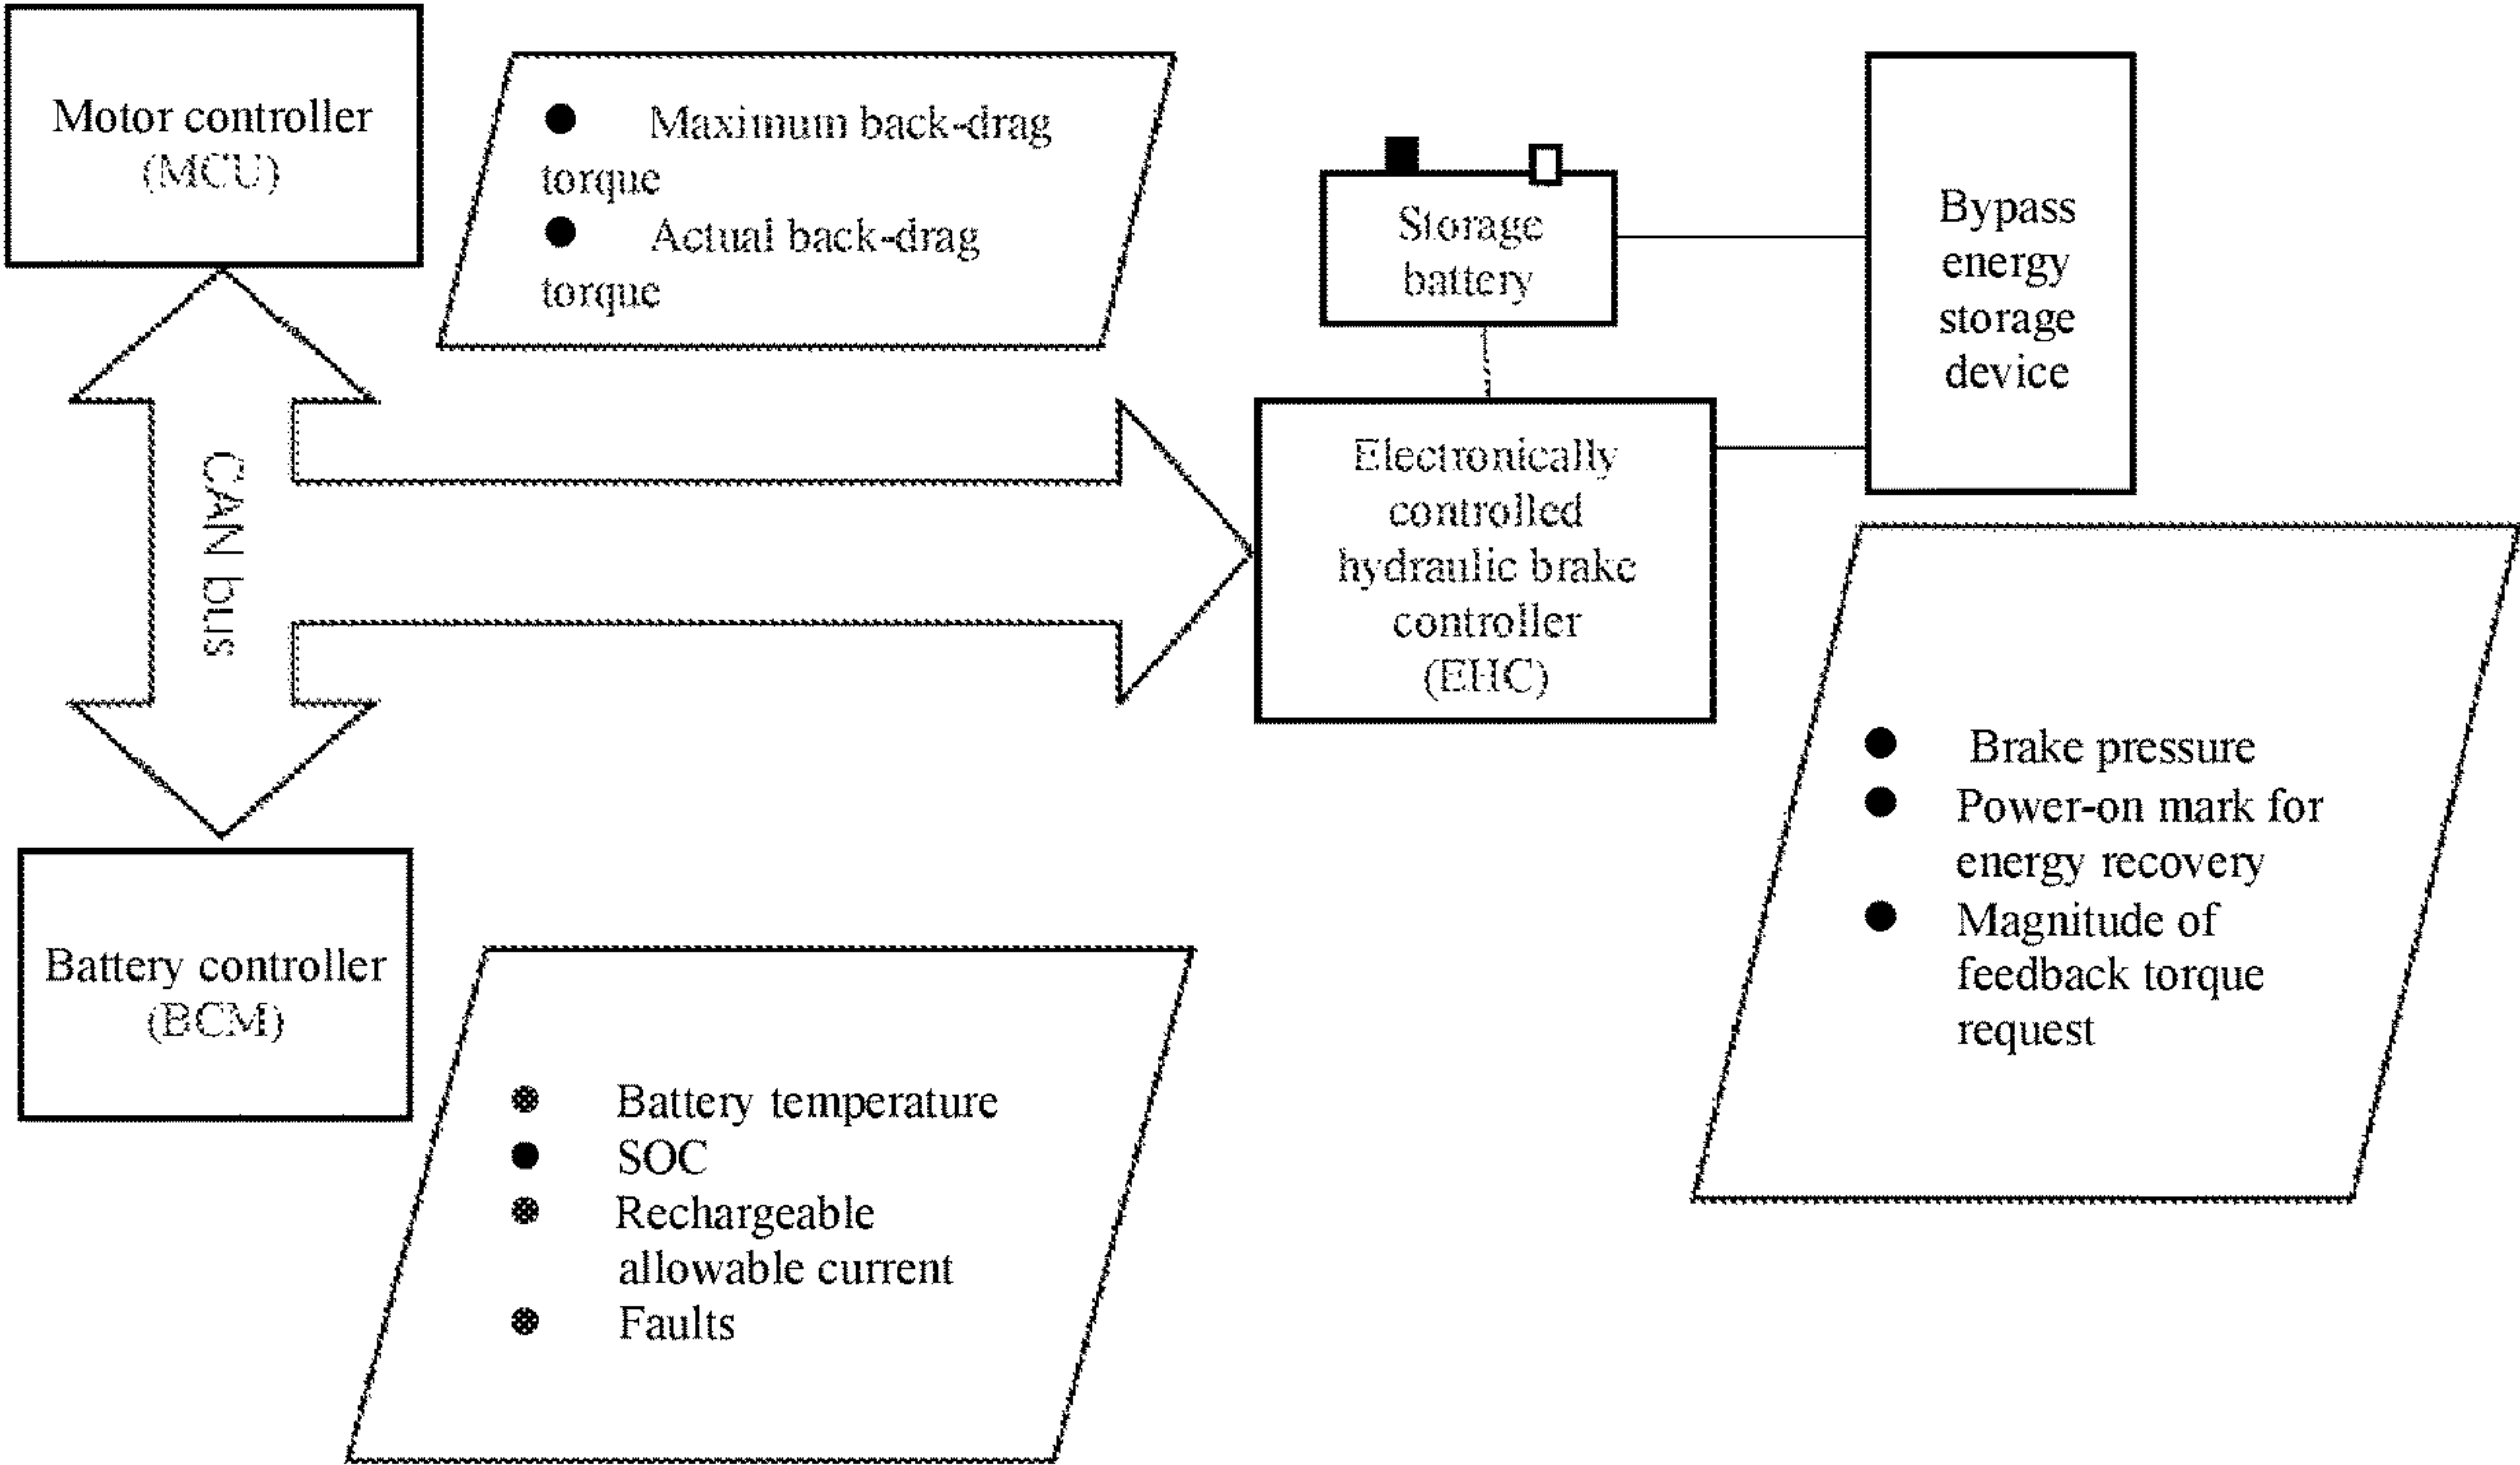 Motor controller
(MCU)
Maximum back-drag
torque
Actual back-drag
torque
Storage
battery
Bypass
energy
storage
device
CAN bus
Electronically
controlled
hydraulic brake
controller
(EHC)
Brake pressure
Power-on mark for
energy recovery
Magnitude of
feedback torque
request
Battery controller
(BCM)
Battery temperature
SOC
Rechargeable
allowable current
Faults